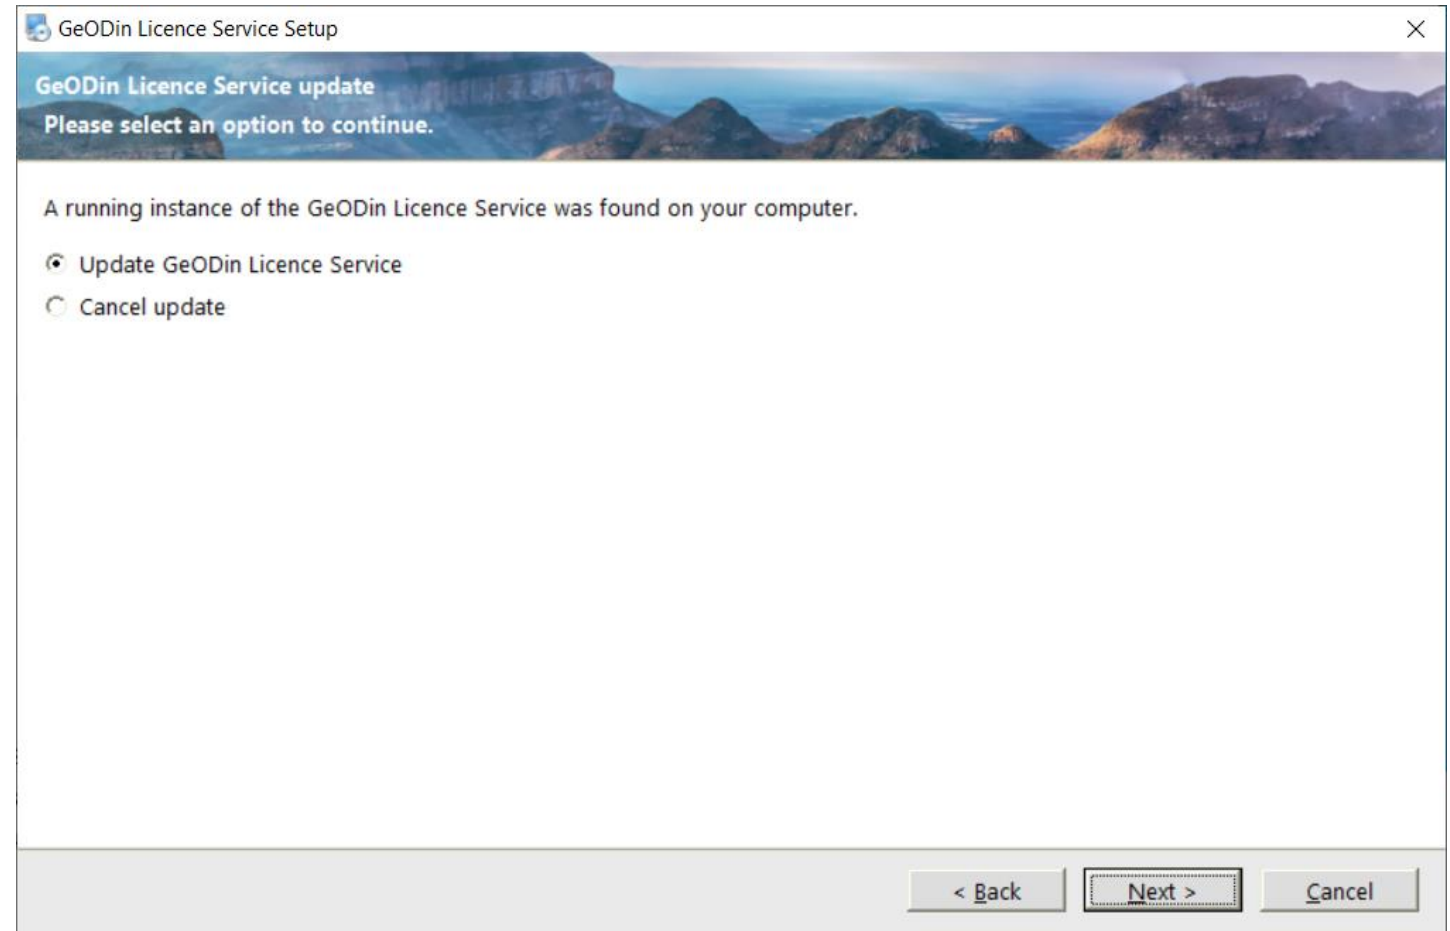 GeODin Licence Service Setup
GeODin Licence Service update
Please select an option to continue.
A running instance of the GeODin Licence Service was found on your computer.
Update GeODin Licence Service
Cancel update
< Back
Next >
Cancel